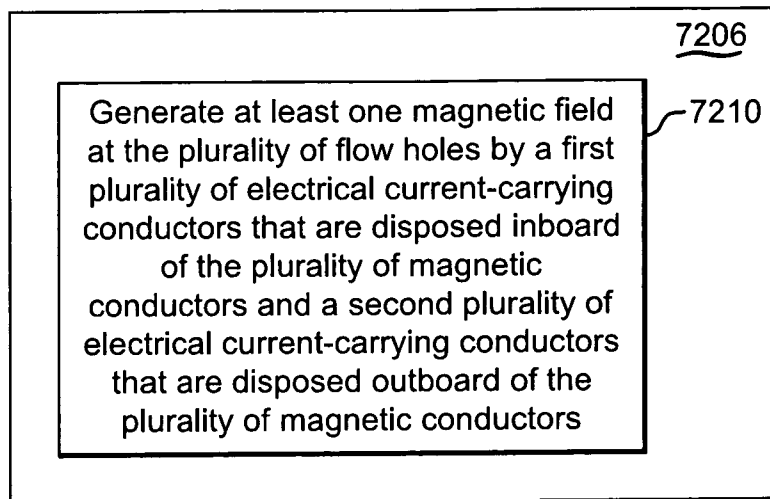 7206
Generate at least one magnetic field
at the plurality of flow holes by a first
plurality of electrical current-carrying
conductors that are disposed inboard
of the plurality of magnetic
conductors and a second plurality of
electrical current-carrying conductors
that are disposed outboard of the
plurality of magnetic conductors
7210